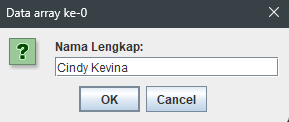 Data array ke-0
Nama Lengkap:
Cindy Kevina
OK Cancel